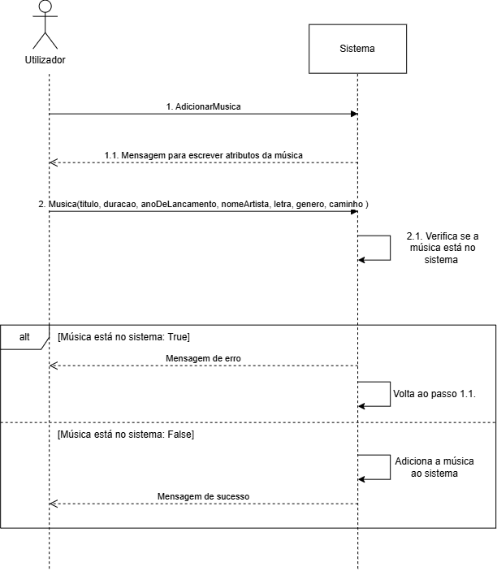 Utilizador
Sistema
1. AdicionarMusica
1.1. Mensagem para escrever atributos da música
2. Musica(titulo, duracao, anoDeLancamento, nomeArtista, letra, genero, caminho )
2.1. Verifica se a
música está no
sistema
alt
[Música está no sistema: True]
Mensagem de erro
Volta ao passo 1.1.
[Música está no sistema: False]
Adiciona a música
ao sistema
Mensagem de sucesso